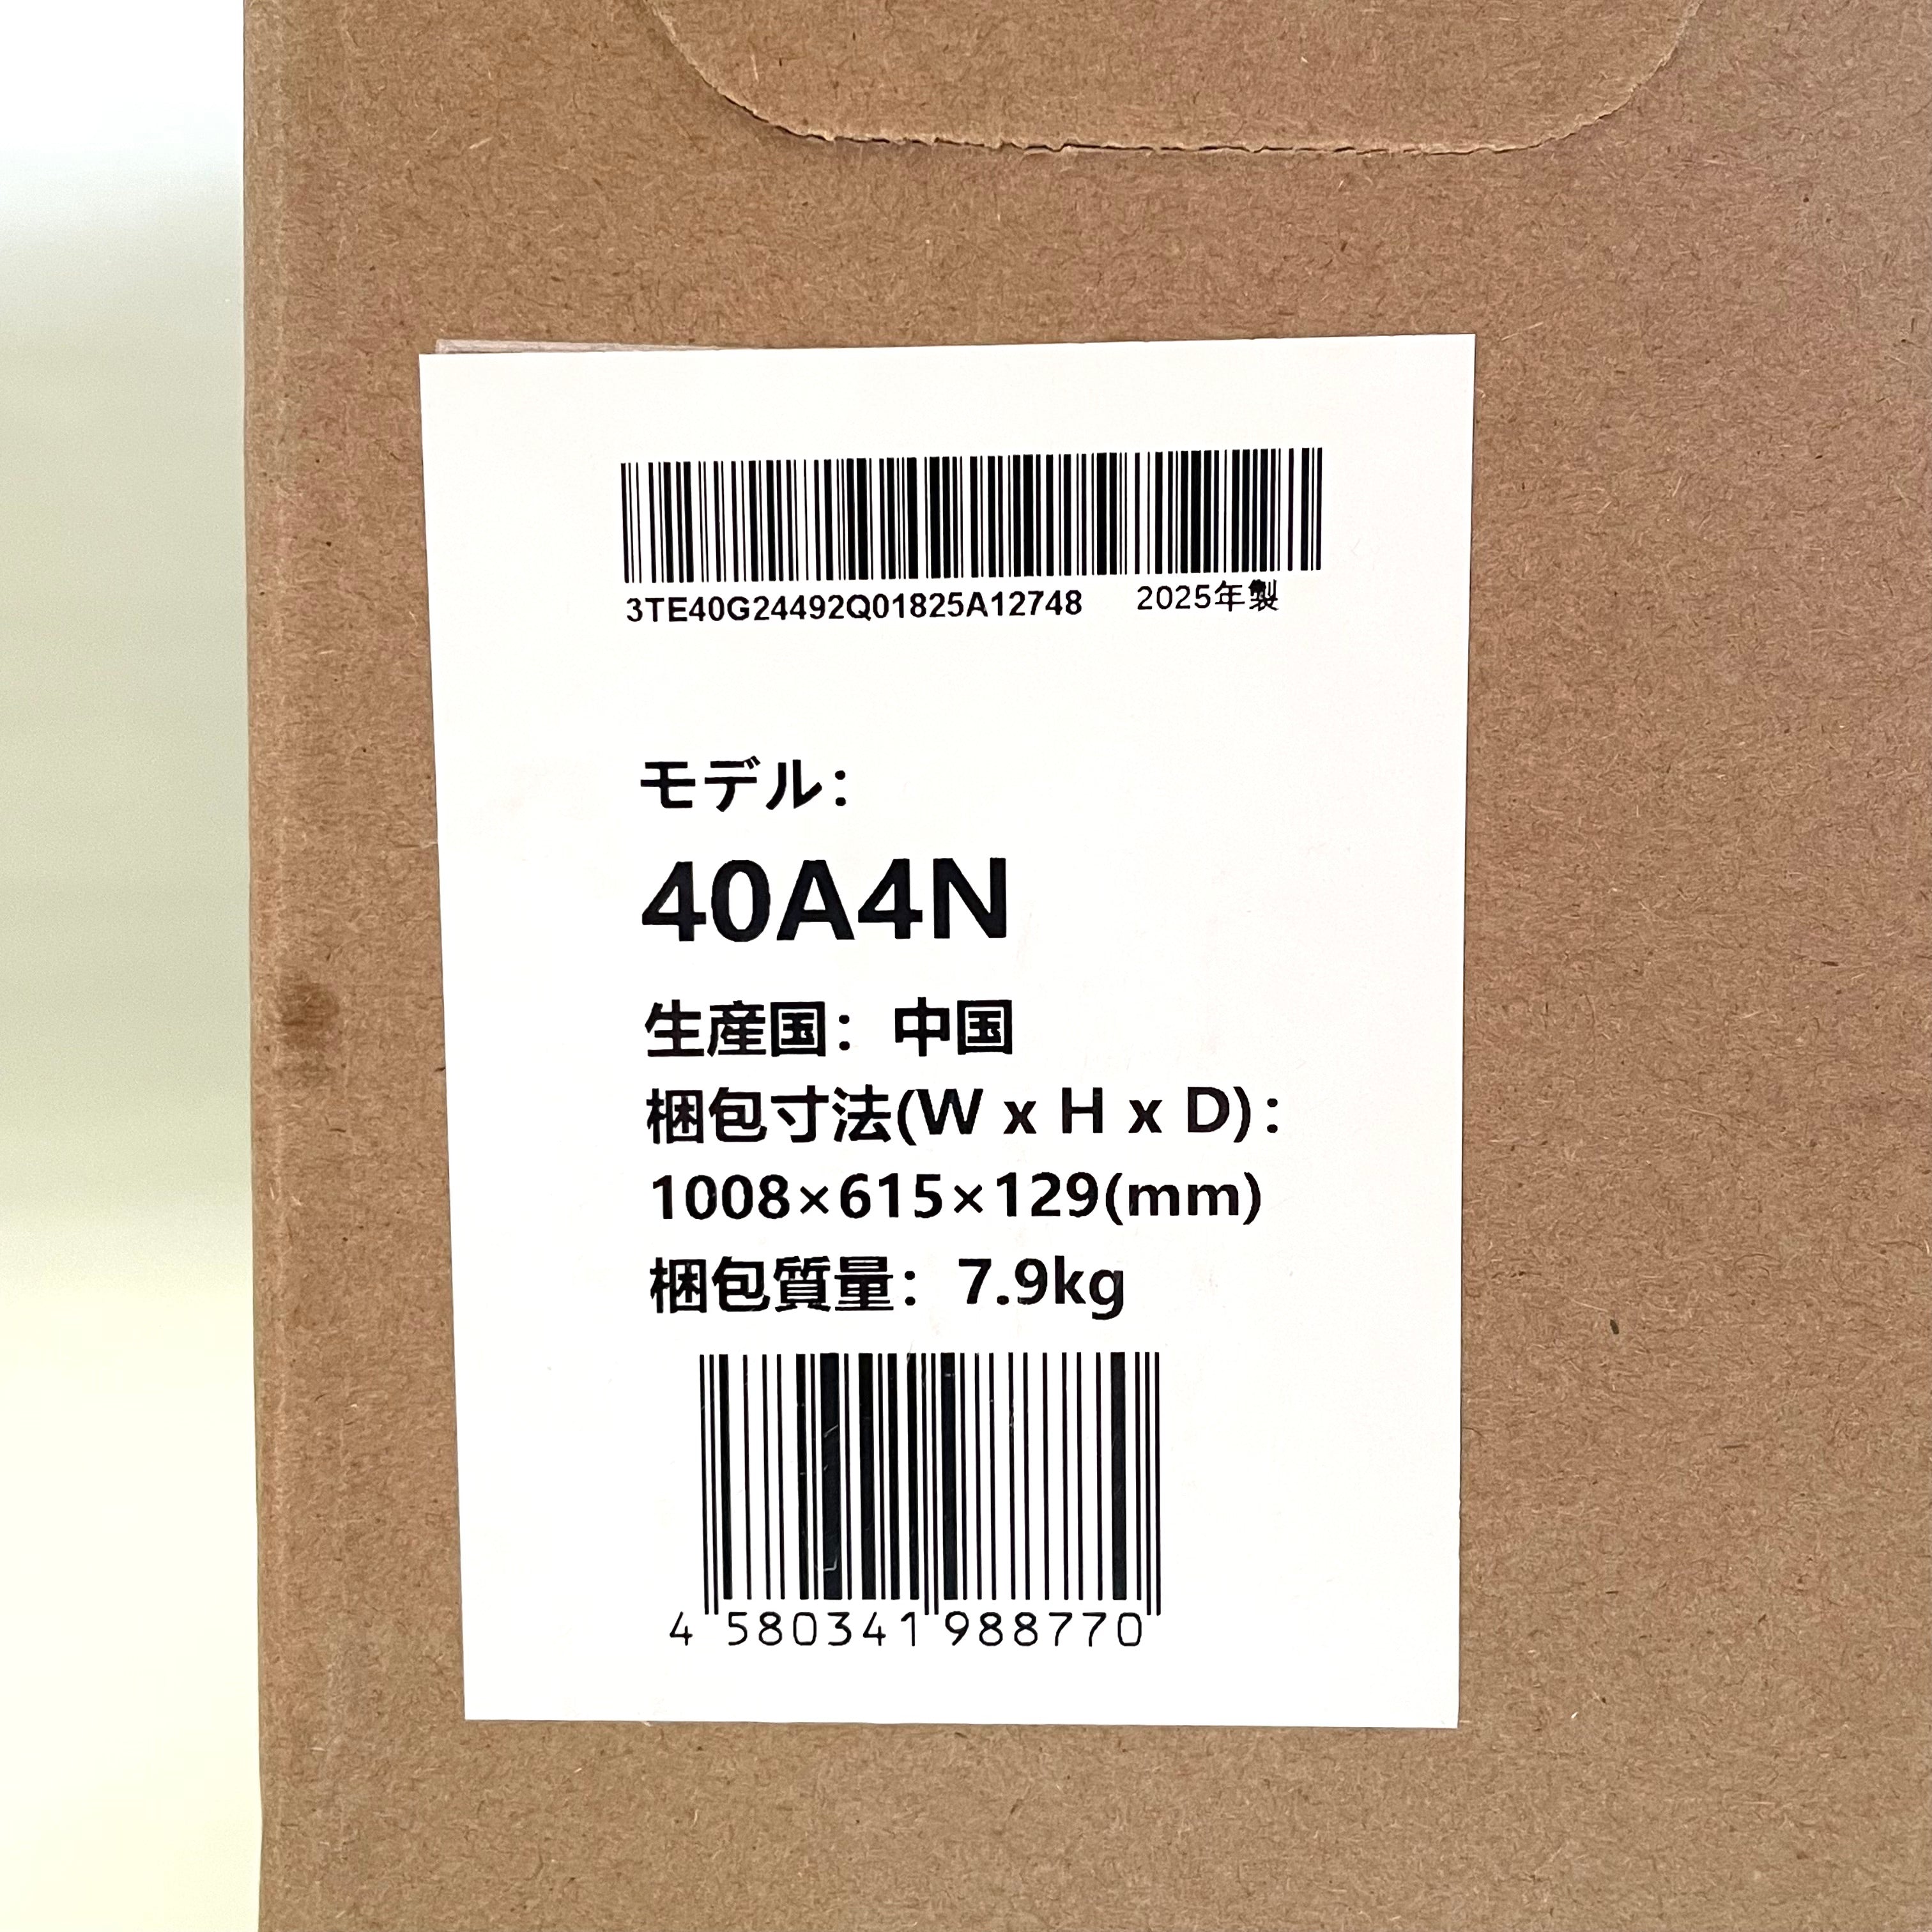 3TE40G24492Q01825A12748 2025年製
モデル：
40A4N
生産国：中国
梱包寸法(W x H x D)：
1008×615×129(mm)
梱包質量：7.9kg
4 580341 988770